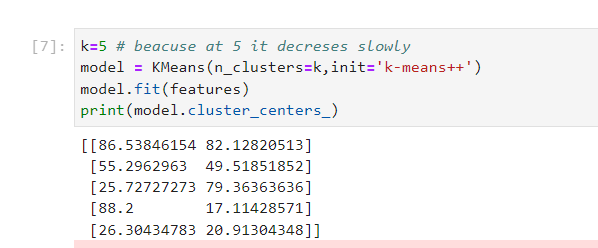 [7]:
k=5 # beacuse at 5 it decreses slowly
model = KMeans(n_clusters=k,init='k-means++')
model.fit(features)
print(model.cluster_centers_)
[[86.53846154 82.12820513]
 [55.2962963  49.51851852]
 [25.72727273 79.36363636]
 [88.2        17.11428571]
 [26.30434783 20.91304348]]